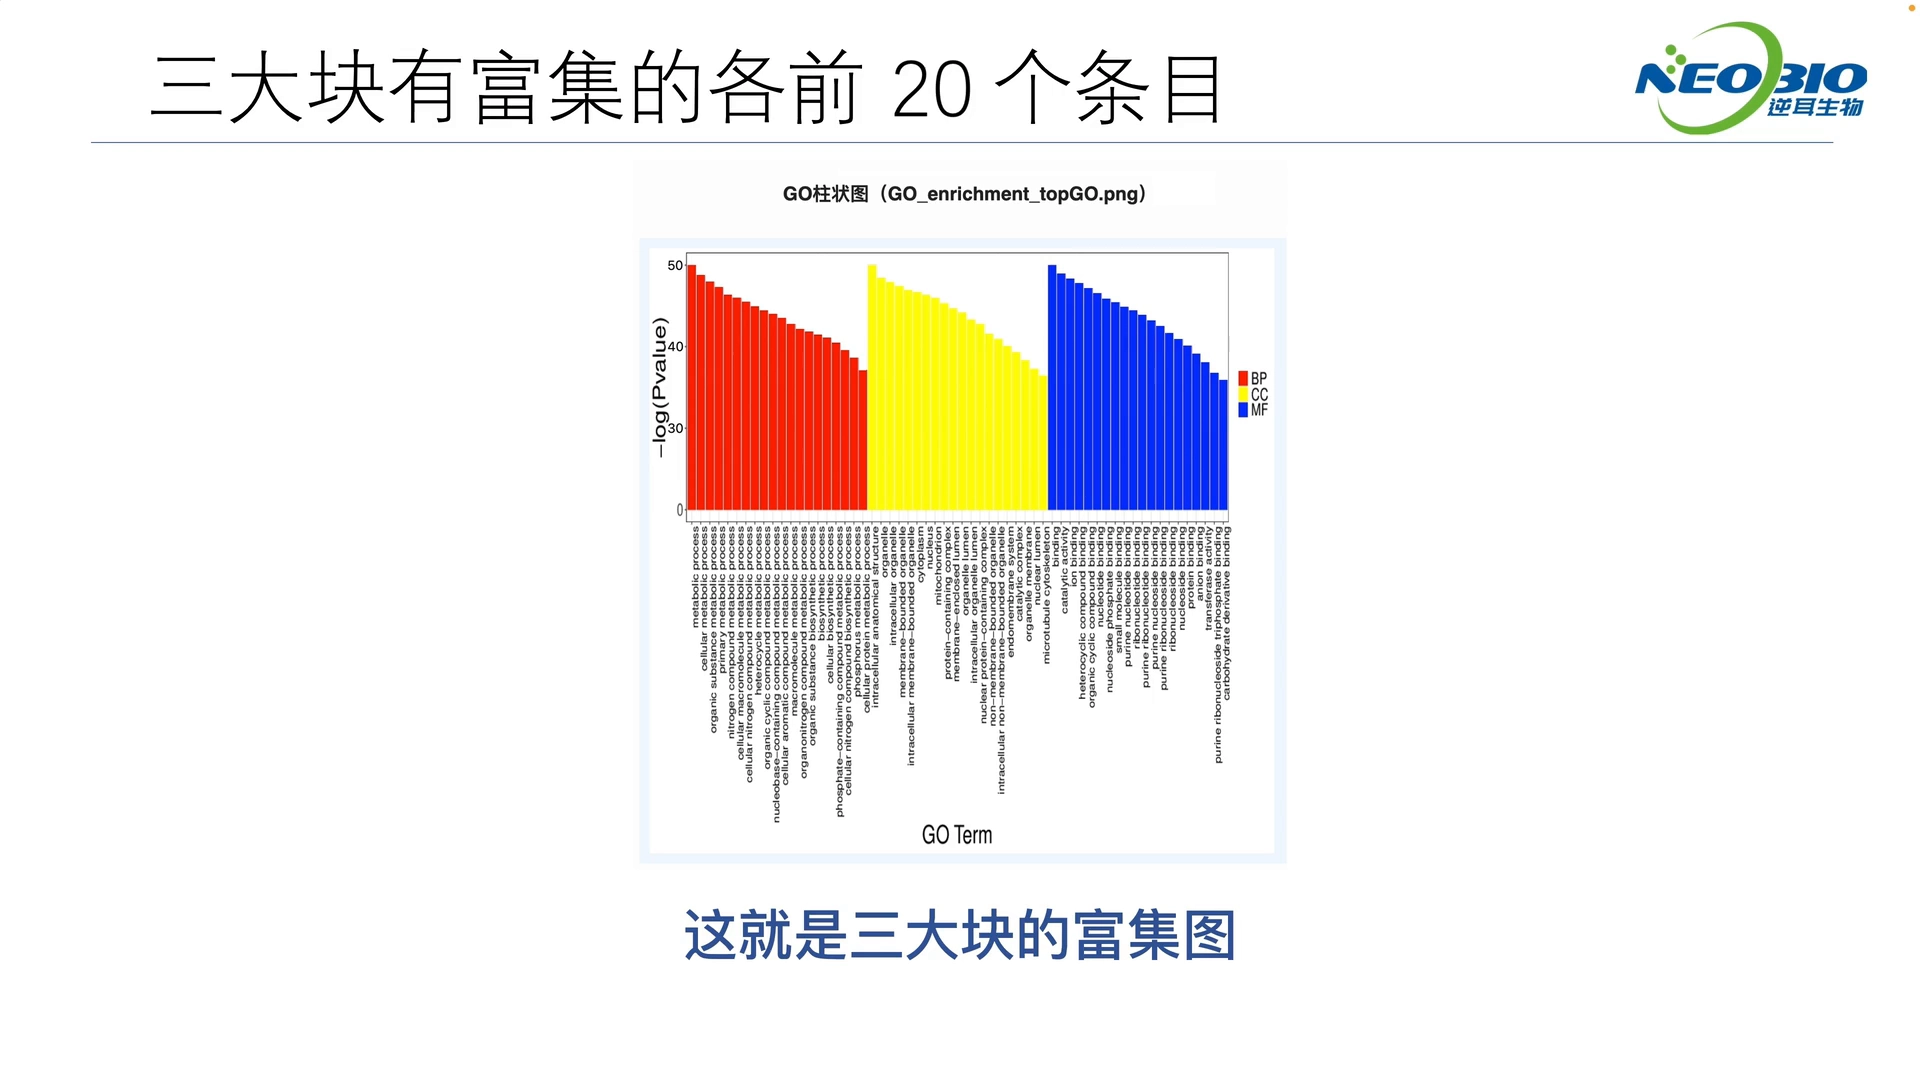 三大块有富集的各前 20 个条目
NEOBIO
逆耳生物
GO柱状图（GO_enrichment_topGO.png）
50
40
30
0
−log(Pvalue)
BP
CC
MF
metabolic process
cellular metabolic process
organic substance metabolic process
primary metabolic process
nitrogen compound metabolic process
cellular macromolecule metabolic process
cellular nitrogen compound metabolic process
heterocycle metabolic process
organic cyclic compound metabolic process
nucleobase−containing compound metabolic process
cellular aromatic compound metabolic process
macromolecule metabolic process
organonitrogen compound metabolic process
organic substance biosynthetic process
biosynthetic process
cellular biosynthetic process
phosphate−containing compound metabolic process
cellular nitrogen compound biosynthetic process
phosphorus metabolic process
cellular protein metabolic process
intracellular anatomical structure
organelle
intracellular organelle
membrane−bounded organelle
intracellular membrane−bounded organelle
cytoplasm
nucleus
mitochondrion
protein−containing complex
membrane−enclosed lumen
organelle lumen
intracellular organelle lumen
nuclear protein−containing complex
non−membrane−bounded organelle
intracellular non−membrane−bounded organelle
endomembrane system
catalytic complex
organelle membrane
nuclear lumen
microtubule cytoskeleton
binding
catalytic activity
ion binding
heterocyclic compound binding
organic cyclic compound binding
nucleotide binding
nucleoside phosphate binding
small molecule binding
purine nucleotide binding
ribonucleotide binding
purine ribonucleotide binding
purine nucleoside binding
purine ribonucleoside binding
ribonucleoside binding
nucleoside binding
protein binding
anion binding
transferase activity
purine ribonucleoside triphosphate binding
carbohydrate derivative binding
GO Term
这就是三大块的富集图